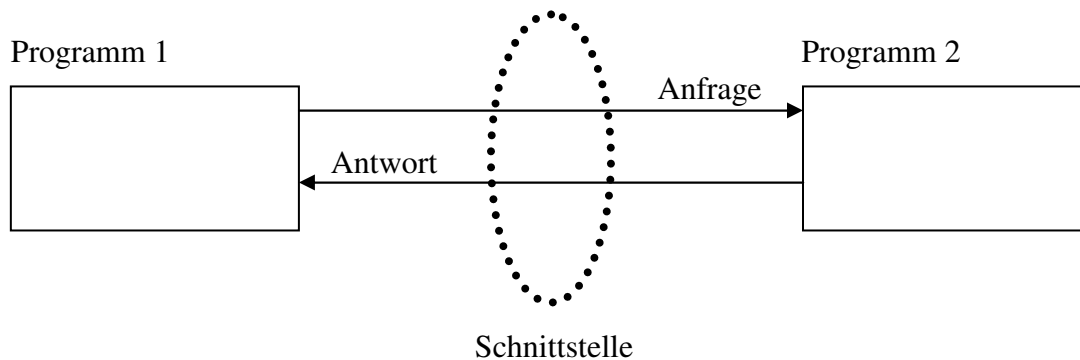 Programm 1
Programm 2
Anfrage
Antwort
Schnittstelle